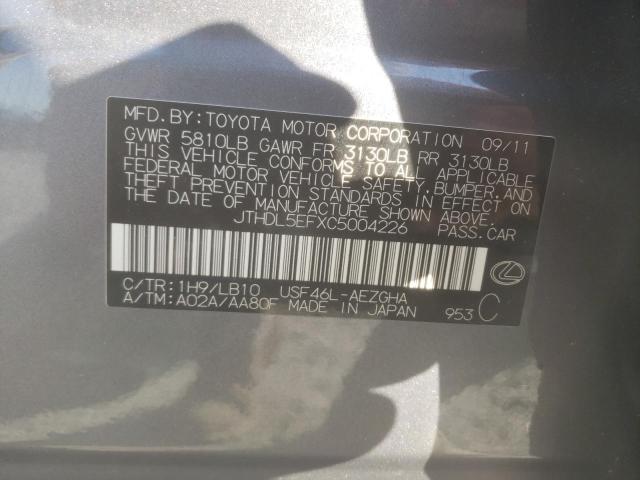 MFD.BY:TOYOTA MOTOR CORPORATION 09/11
GVWR 5810LB GAWR FR 3130LB RR 3130LB
THIS VEHICLE CONFORMS TO ALL APPLICABLE
FEDERAL MOTOR VEHICLE SAFETY,BUMPER,AND
THEFT PREVENTION STANDARDS IN EFFECT ON
THE DATE OF MANUFACTURE SHOWN ABOVE.
JTHDL5EFXC5004226 PASS.CAR
C/TR:1H9/LB10 USF46L-AEZGHA
A/TM:A02A/AA80F MADE IN JAPAN 953 C